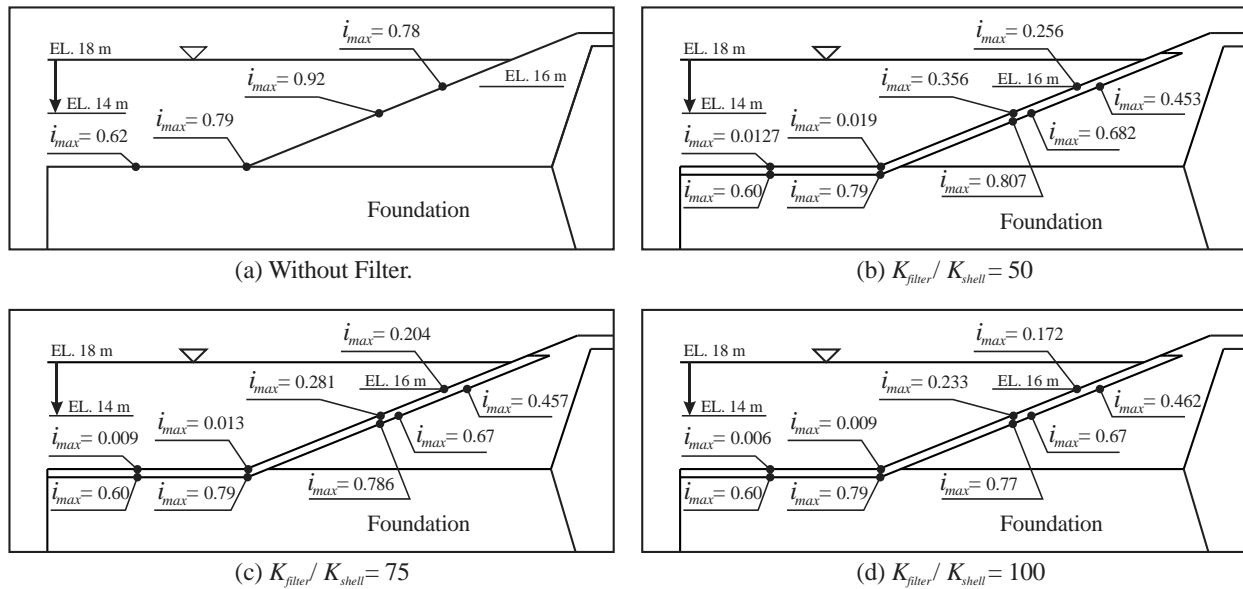 EL. 18 m
i_max = 0.78
i_max = 0.92
EL. 16 m
EL. 14 m
i_max = 0.79
i_max = 0.62
Foundation
(a) Without Filter.
EL. 18 m
i_max = 0.256
EL. 16 m
i_max = 0.356
EL. 14 m
i_max = 0.453
i_max = 0.019
i_max = 0.682
i_max = 0.0127
i_max = 0.60
i_max = 0.79
i_max = 0.807
Foundation
(b) K_filter / K_shell = 50
EL. 18 m
i_max = 0.204
EL. 16 m
i_max = 0.281
EL. 14 m
i_max = 0.457
i_max = 0.013
i_max = 0.67
i_max = 0.009
i_max = 0.60
i_max = 0.79
i_max = 0.786
Foundation
(c) K_filter / K_shell = 75
EL. 18 m
i_max = 0.172
EL. 16 m
i_max = 0.233
EL. 14 m
i_max = 0.462
i_max = 0.009
i_max = 0.67
i_max = 0.006
i_max = 0.60
i_max = 0.79
i_max = 0.77
Foundation
(d) K_filter / K_shell = 100